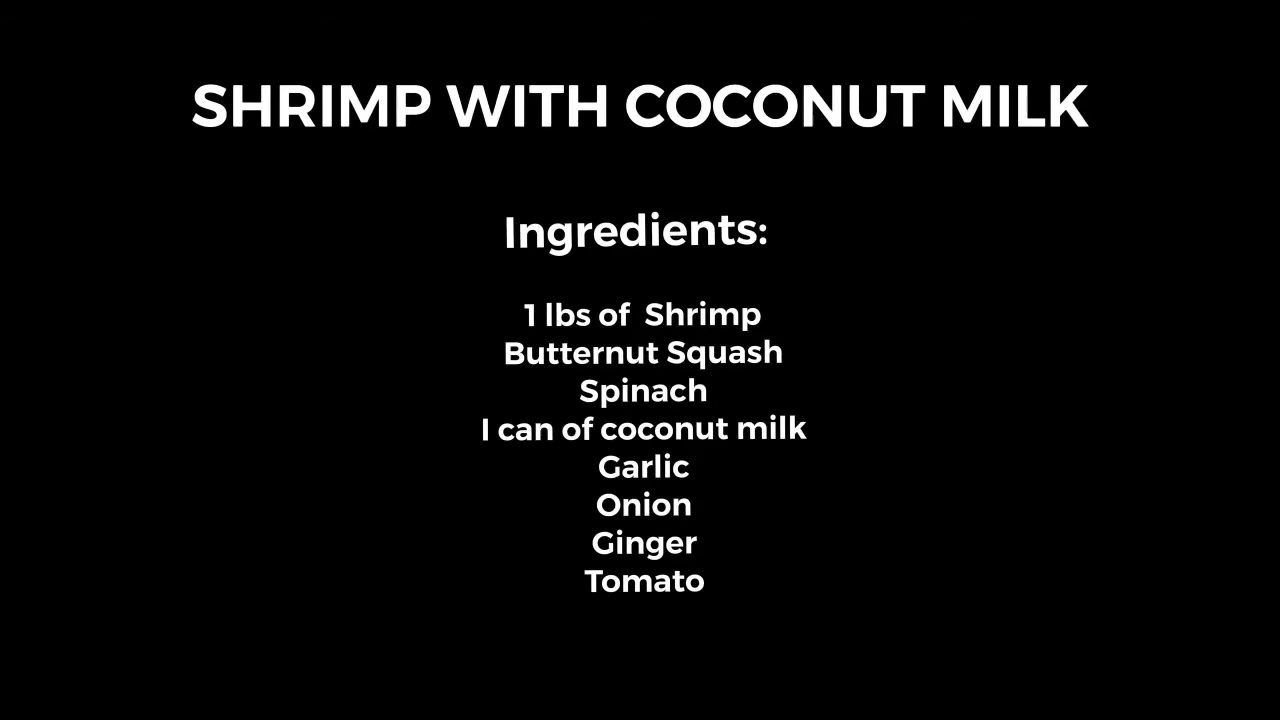 SHRIMP WITH COCONUT MILK
Ingredients:
1 lbs of  Shrimp
Butternut Squash
Spinach
I can of coconut milk
Garlic
Onion
Ginger
Tomato